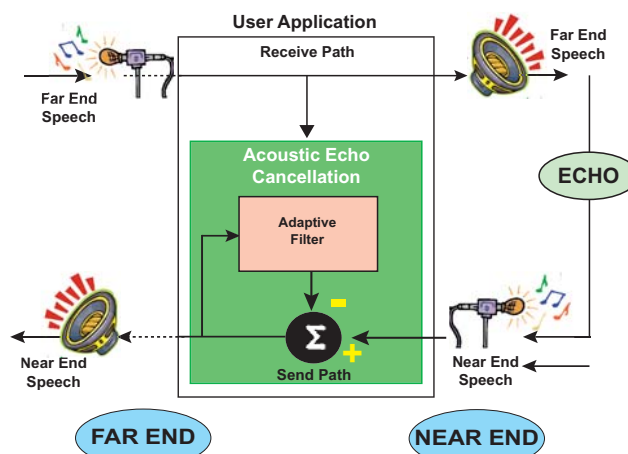 User Application
Receive Path
Far End
Speech
Far End
Speech
Acoustic Echo
Cancellation
ECHO
Adaptive
Filter
−
Σ
+
Near End
Speech
Near End
Speech
Send Path
FAR END
NEAR END